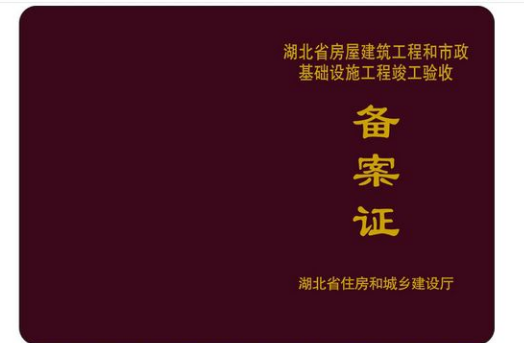 湖北省房屋建筑工程和市政
基础设施工程竣工验收
备
案
证
湖北省住房和城乡建设厅